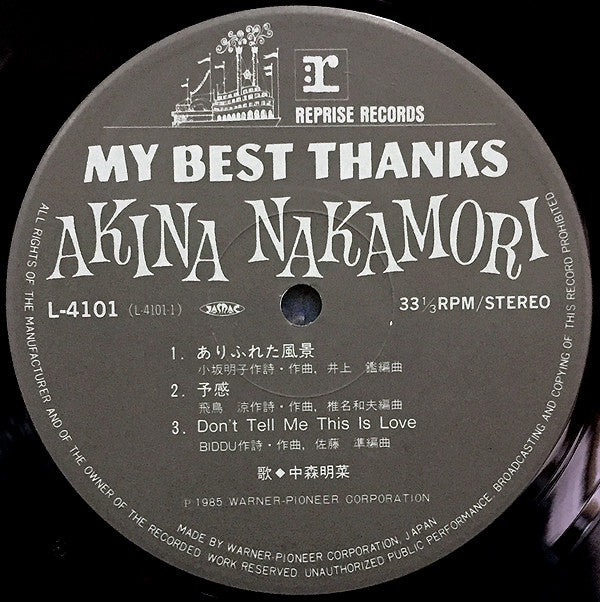 r
REPRISE RECORDS
MY BEST THANKS
AKINA NAKAMORI
L-4101 (L-4101-1) JASRAC 33⅓RPM/STEREO
1. ありふれた風景
小坂明子作詩・作曲, 井上 鑑編曲
2. 予感
飛鳥 涼作詩・作曲, 椎名和夫編曲
3. Don't Tell Me This Is Love
BIDDU作詩・作曲, 佐藤 準編曲
歌◆中森明菜
Ⓟ1985 WARNER-PIONEER CORPORATION
MADE BY WARNER-PIONEER CORPORATION, JAPAN
ALL RIGHTS OF THE MANUFACTURER AND OF THE OWNER OF THE RECORDED WORK RESERVED. UNAUTHORIZED PUBLIC PERFORMANCE, BROADCASTING AND COPYING OF THIS RECORD PROHIBITED